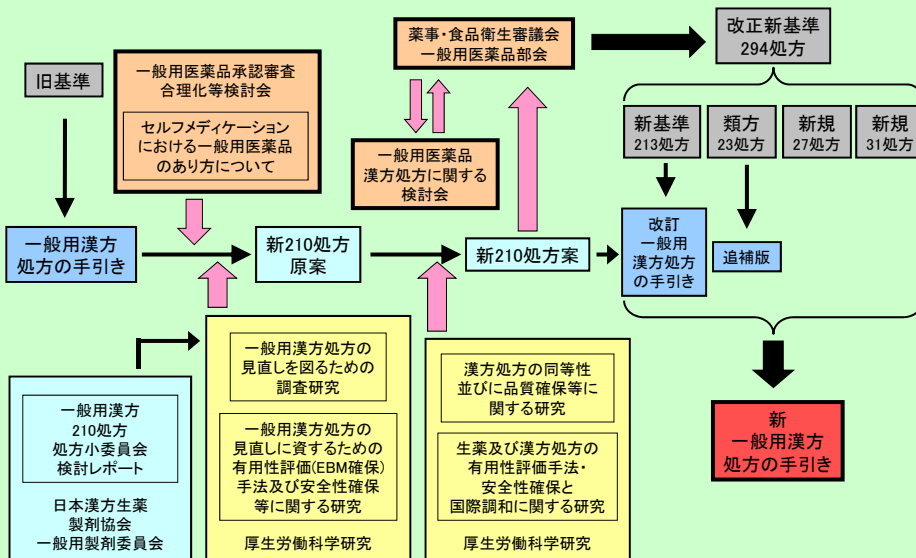 旧基準
一般用医薬品承認審査
合理化等検討会
セルフメディケーション
における一般用医薬品
のあり方について
薬事・食品衛生審議会
一般用医薬品部会
一般用医薬品
漢方処方に関する
検討会
改正新基準
294処方
新基準
213処方
類方
23処方
新規
27処方
新規
31処方
一般用漢方
処方の手引き
新210処方
原案
新210処方案
改訂
一般用
漢方処方
の手引き
追補版
一般用漢方
210処方
処方小委員会
検討レポート
日本漢方生薬
製剤協会
一般用製剤委員会
一般用漢方処方の
見直しを図るための
調査研究
一般用漢方処方の
見直しに資するための
有用性評価(EBM確保)
手法及び安全性確保
等に関する研究
厚生労働科学研究
漢方処方の同等性
並びに品質確保等に
関する研究
生薬及び漢方処方の
有用性評価手法・
安全性確保と
国際調和に関する研究
厚生労働科学研究
新
一般用漢方
処方の手引き